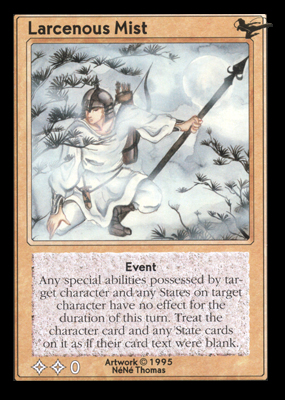 Larcenous Mist
Event
Any special abilities possessed by tar-
get character and any States on target
character have no effect for the
duration of this turn. Treat the
character card and any State cards
on it as if their card text were blank.
0
Artwork © 1995
NéNé Thomas